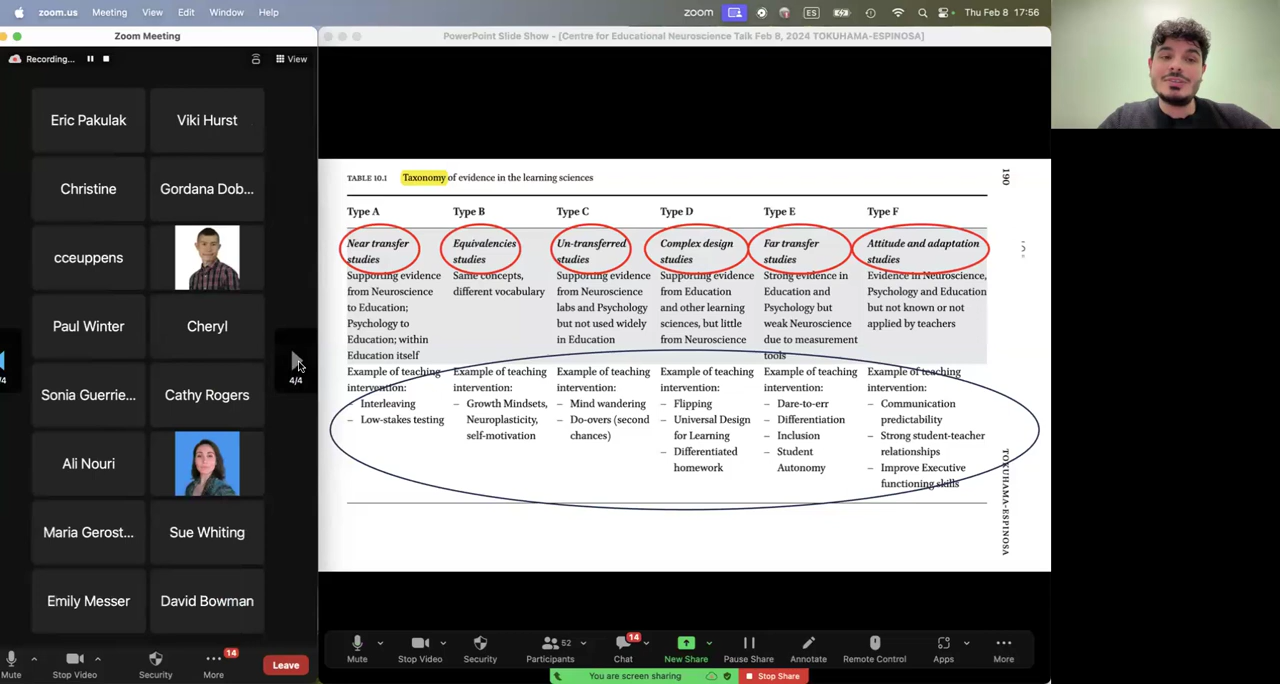 zoom.us Meeting View Edit Window Help
zoom ES Thu Feb 8 17:56
Zoom Meeting
PowerPoint Slide Show - [Centre for Educational Neuroscience Talk Feb 8, 2024 TOKUHAMA-ESPINOSA]
Recording...
View
Eric Pakulak
Viki Hurst
Christine
Gordana Dob...
cceuppens
Paul Winter
Cheryl
Sonia Guerrie...
Cathy Rogers
Ali Nouri
Maria Gerost...
Sue Whiting
Emily Messer
David Bowman
/4
4/4
Mute
Stop Video
Security
14
More
Leave
TABLE 10.1 Taxonomy of evidence in the learning sciences
190
Type A
Near transfer
studies
Supporting evidence
from Neuroscience
to Education;
Psychology to
Education; within
Education itself
Example of teaching
intervention:
– Interleaving
– Low-stakes testing
Type B
Equivalencies
studies
Same concepts,
different vocabulary
Example of teaching
intervention:
– Growth Mindsets,
Neuroplasticity,
self-motivation
Type C
Un-transferred
studies
Supporting evidence
from Neuroscience
labs and Psychology
but not used widely
in Education
Example of teaching
intervention:
– Mind wandering
– Do-overs (second
chances)
Type D
Complex design
studies
Supporting evidence
from Education
and other learning
sciences, but little
from Neuroscience
Example of teaching
intervention:
– Flipping
– Universal Design
for Learning
– Differentiated
homework
Type E
Far transfer
studies
Strong evidence in
Education and
Psychology but
weak Neuroscience
due to measurement
tools
Example of teaching
intervention:
– Dare-to-err
– Differentiation
– Inclusion
– Student
Autonomy
Type F
Attitude and adaptation
studies
Evidence in Neuroscience,
Psychology and Education
but not known or not
applied by teachers
Example of teaching
intervention:
– Communication
predictability
– Strong student-teacher
relationships
– Improve Executive
functioning skills
TOKUHAMA-ESPINOSA
Mute
Stop Video
Security
52
Participants
14
Chat
New Share
Pause Share
Annotate
Remote Control
Apps
More
You are screen sharing
Stop Share